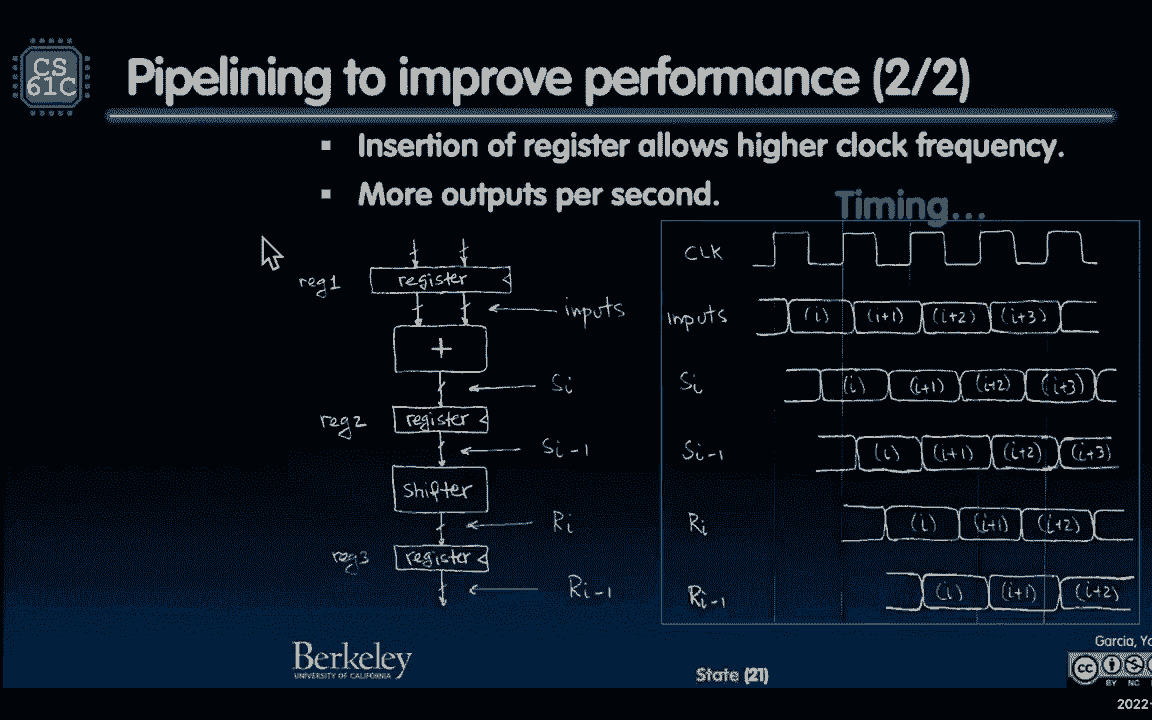 CS
61C
Pipelining to improve performance (2/2)
Insertion of register allows higher clock frequency.
More outputs per second.
Timing...
reg1
register
inputs
+
Si
reg2
register
Si-1
Shifter
Ri
reg3
register
Ri-1
CLK
Inputs (i) (i+1) (i+2) (i+3)
Si (i) (i+1) (i+2) (i+3)
Si-1 (i) (i+1) (i+2) (i+3)
Ri (i) (i+1) (i+2)
Ri-1 (i) (i+1) (i+2)
Berkeley
UNIVERSITY OF CALIFORNIA
State (21)
Garcia,
cc
BY NC
2022-